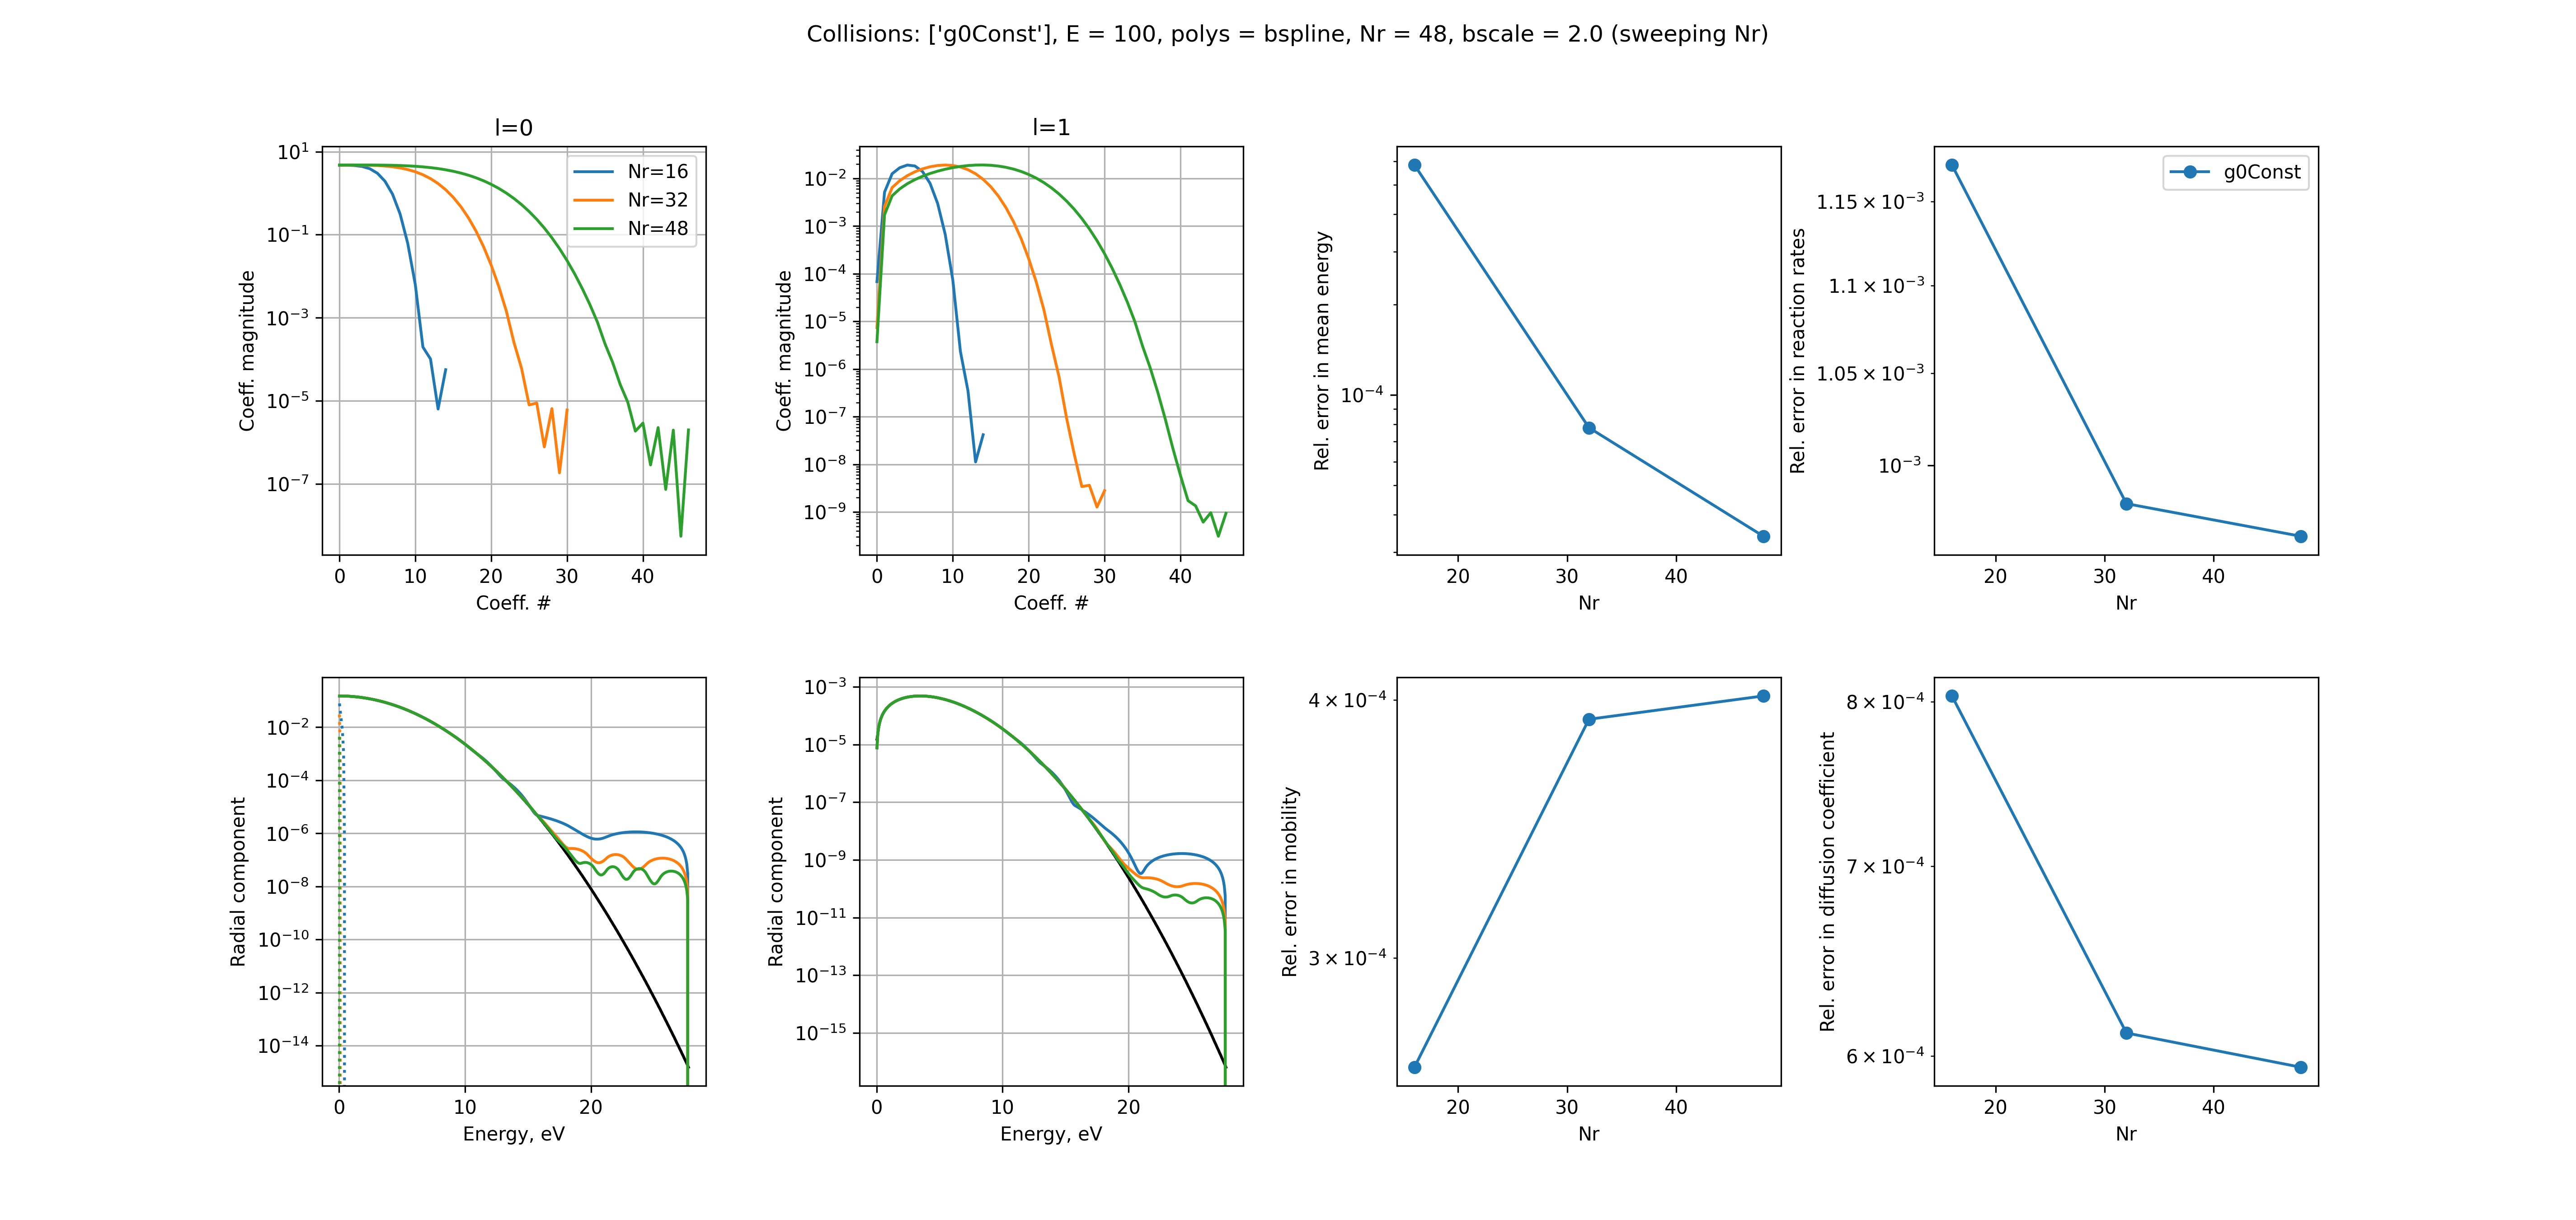 Collisions: ['g0Const'], E = 100, polys = bspline, Nr = 48, bscale = 2.0 (sweeping Nr)
l=0
10^1
10^-1
10^-3
10^-5
10^-7
Coeff. magnitude
0 10 20 30 40
Coeff. #
Nr=16
Nr=32
Nr=48
l=1
10^-2
10^-3
10^-4
10^-5
10^-6
10^-7
10^-8
10^-9
Coeff. magnitude
0 10 20 30 40
Coeff. #
Rel. error in mean energy
10^-4
20 30 40
Nr
Rel. error in reaction rates
1.15 × 10^-3
1.1 × 10^-3
1.05 × 10^-3
10^-3
20 30 40
Nr
g0Const
Radial component
10^-2
10^-4
10^-6
10^-8
10^-10
10^-12
10^-14
0 10 20
Energy, eV
Radial component
10^-3
10^-5
10^-7
10^-9
10^-11
10^-13
10^-15
0 10 20
Energy, eV
Rel. error in mobility
4 × 10^-4
3 × 10^-4
20 30 40
Nr
Rel. error in diffusion coefficient
8 × 10^-4
7 × 10^-4
6 × 10^-4
20 30 40
Nr